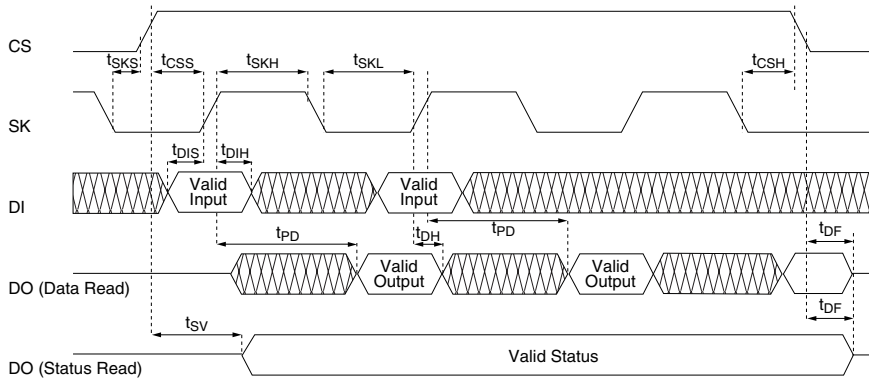 CS
tSKS tCSS tSKH tSKL tCSH
SK
tDIS tDIH
DI
Valid Input
Valid Input
tPD tDH tPD tDF
DO (Data Read)
Valid Output
Valid Output
tDF
tSV
DO (Status Read)
Valid Status